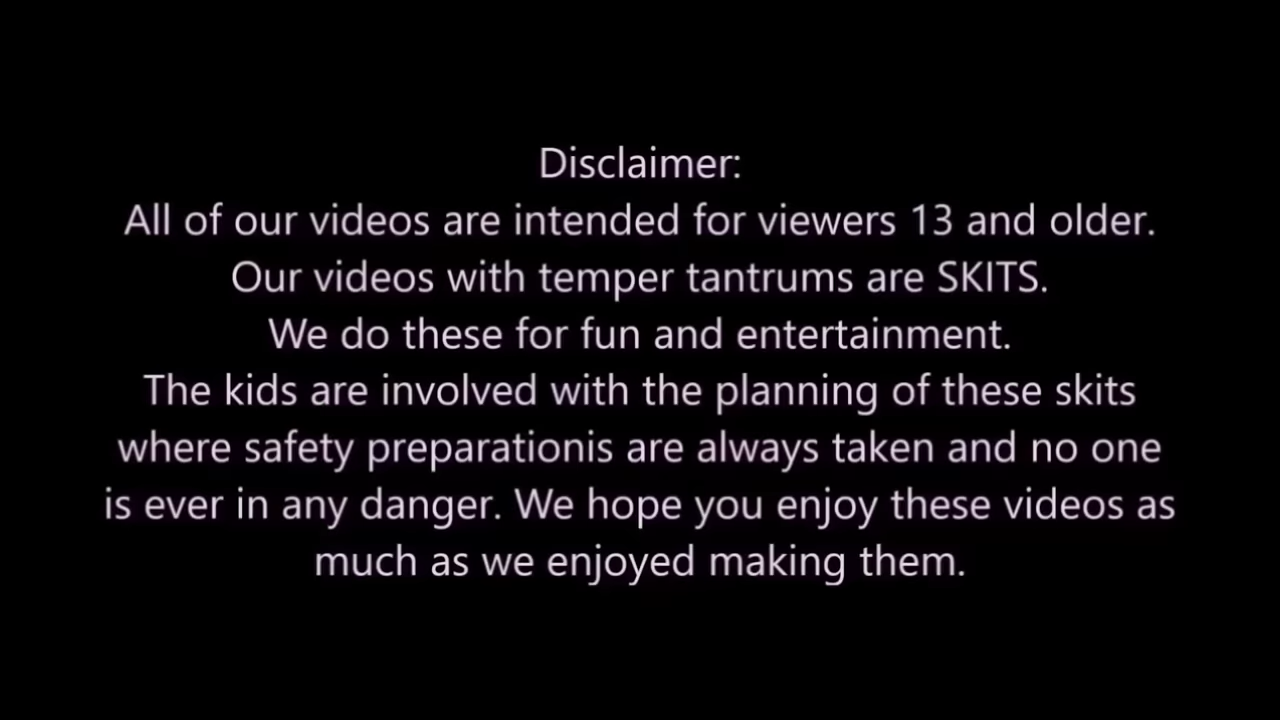 Disclaimer:
All of our videos are intended for viewers 13 and older.
Our videos with temper tantrums are SKITS.
We do these for fun and entertainment.
The kids are involved with the planning of these skits
where safety preparationis are always taken and no one
is ever in any danger. We hope you enjoy these videos as
much as we enjoyed making them.